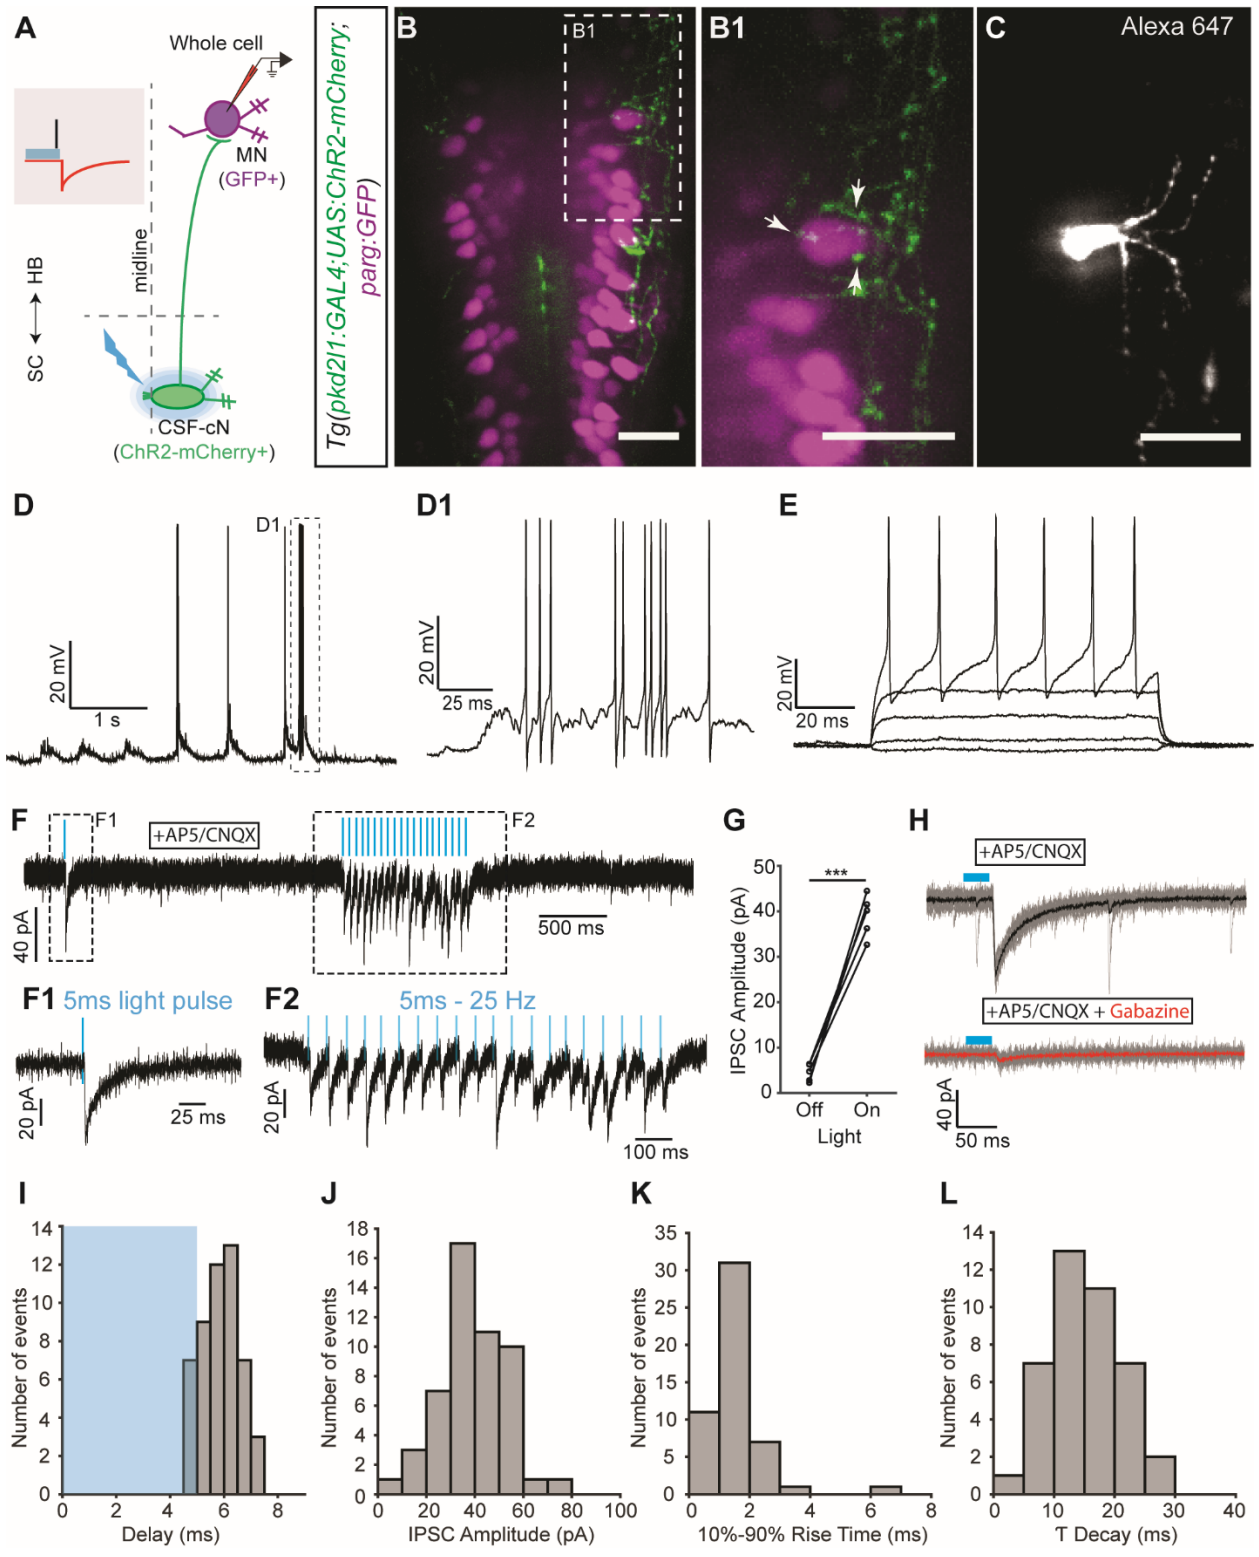 A
Whole cell
MN
(GFP+)
midline
SC
HB
CSF-cN
(ChR2-mCherry+)
Tg(pkd2l1:GAL4;UAS:ChR2-mCherry;
parg:GFP)
B
B1
B1
C
Alexa 647
D
D1
20 mV
1 s
D1
20 mV
25 ms
E
20 mV
20 ms
F
F1
+AP5/CNQX
F2
40 pA
500 ms
F1
5ms light pulse
20 pA
25 ms
F2
5ms - 25 Hz
20 pA
100 ms
G
***
50
40
30
20
10
0
IPSC Amplitude (pA)
Off
On
Light
H
+AP5/CNQX
+AP5/CNQX + Gabazine
40 pA
50 ms
I
14
12
10
8
6
4
2
0
Number of events
0
2
4
6
8
Delay (ms)
J
18
16
14
12
10
8
6
4
2
0
Number of events
0
20
40
60
80
100
IPSC Amplitude (pA)
K
35
30
25
20
15
10
5
0
Number of events
0
2
4
6
8
10%-90% Rise Time (ms)
L
14
12
10
8
6
4
2
0
Number of events
0
10
20
30
40
Ƭ Decay (ms)